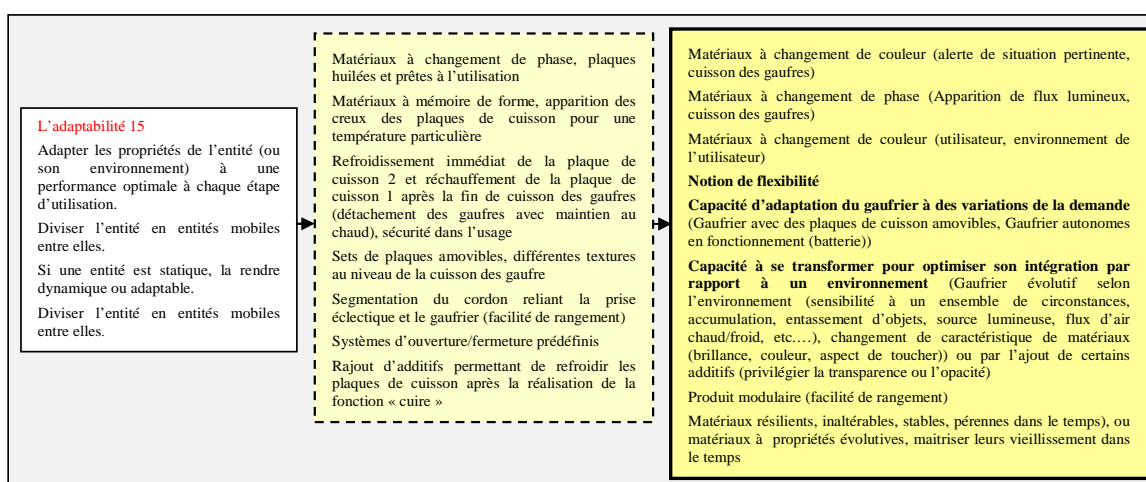 L'adaptabilité 15
Adapter les propriétés de l'entité (ou
son environnement) à une
performance optimale à chaque étape
d'utilisation.
Diviser l'entité en entités mobiles
entre elles.
Si une entité est statique, la rendre
dynamique ou adaptable.
Diviser l'entité en entités mobiles
entre elles.
Matériaux à changement de phase, plaques
huilées et prêtes à l'utilisation
Matériaux à mémoire de forme, apparition des
creux des plaques de cuisson pour une
température particulière
Refroidissement immédiat de la plaque de
cuisson 2 et réchauffement de la plaque de
cuisson 1 après la fin de cuisson des gaufres
(détachement des gaufres avec maintien au
chaud), sécurité dans l'usage
Sets de plaques amovibles, différentes textures
au niveau de la cuisson des gaufre
Segmentation du cordon reliant la prise
éclectique et le gaufrier (facilité de rangement)
Systèmes d'ouverture/fermeture prédéfinis
Rajout d'additifs permettant de refroidir les
plaques de cuisson après la réalisation de la
fonction « cuire »
Matériaux à changement de couleur (alerte de situation pertinente,
cuisson des gaufres)
Matériaux à changement de phase (Apparition de flux lumineux,
cuisson des gaufres)
Matériaux à changement de couleur (utilisateur, environnement de
l'utilisateur)
Notion de flexibilité
Capacité d'adaptation du gaufrier à des variations de la demande
(Gaufrier avec des plaques de cuisson amovibles, Gaufrier autonomes
en fonctionnement (batterie))
Capacité à se transformer pour optimiser son intégration par
rapport à un environnement (Gaufrier évolutif selon
l'environnement (sensibilité à un ensemble de circonstances,
accumulation, entassement d'objets, source lumineuse, flux d'air
chaud/froid, etc.…), changement de caractéristique de matériaux
(brillance, couleur, aspect de toucher)) ou par l'ajout de certains
additifs (privilégier la transparence ou l'opacité)
Produit modulaire (facilité de rangement)
Matériaux résilients, inaltérables, stables, pérennes dans le temps), ou
matériaux à propriétés évolutives, maitriser leurs vieillissement dans
le temps